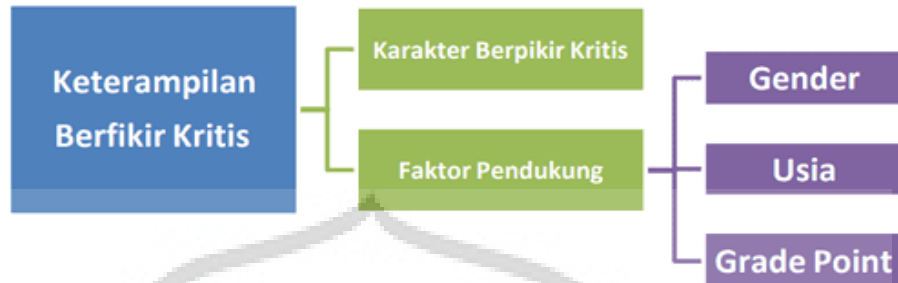 Keterampilan
Berfikir Kritis
Karakter Berpikir Kritis
Faktor Pendukung
Gender
Usia
Grade Point